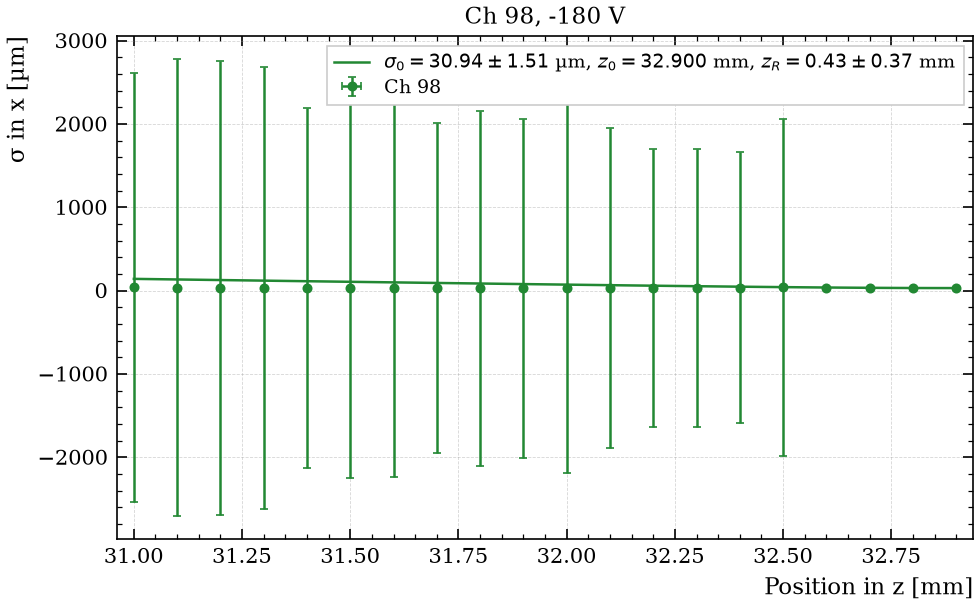 Ch 98, -180 V
σ in x [µm]
3000
2000
1000
0
−1000
−2000
σ₀ = 30.94 ± 1.51 µm, z₀ = 32.900 mm, z_R = 0.43 ± 0.37 mm
Ch 98
31.00 31.25 31.50 31.75 32.00 32.25 32.50 32.75
Position in z [mm]